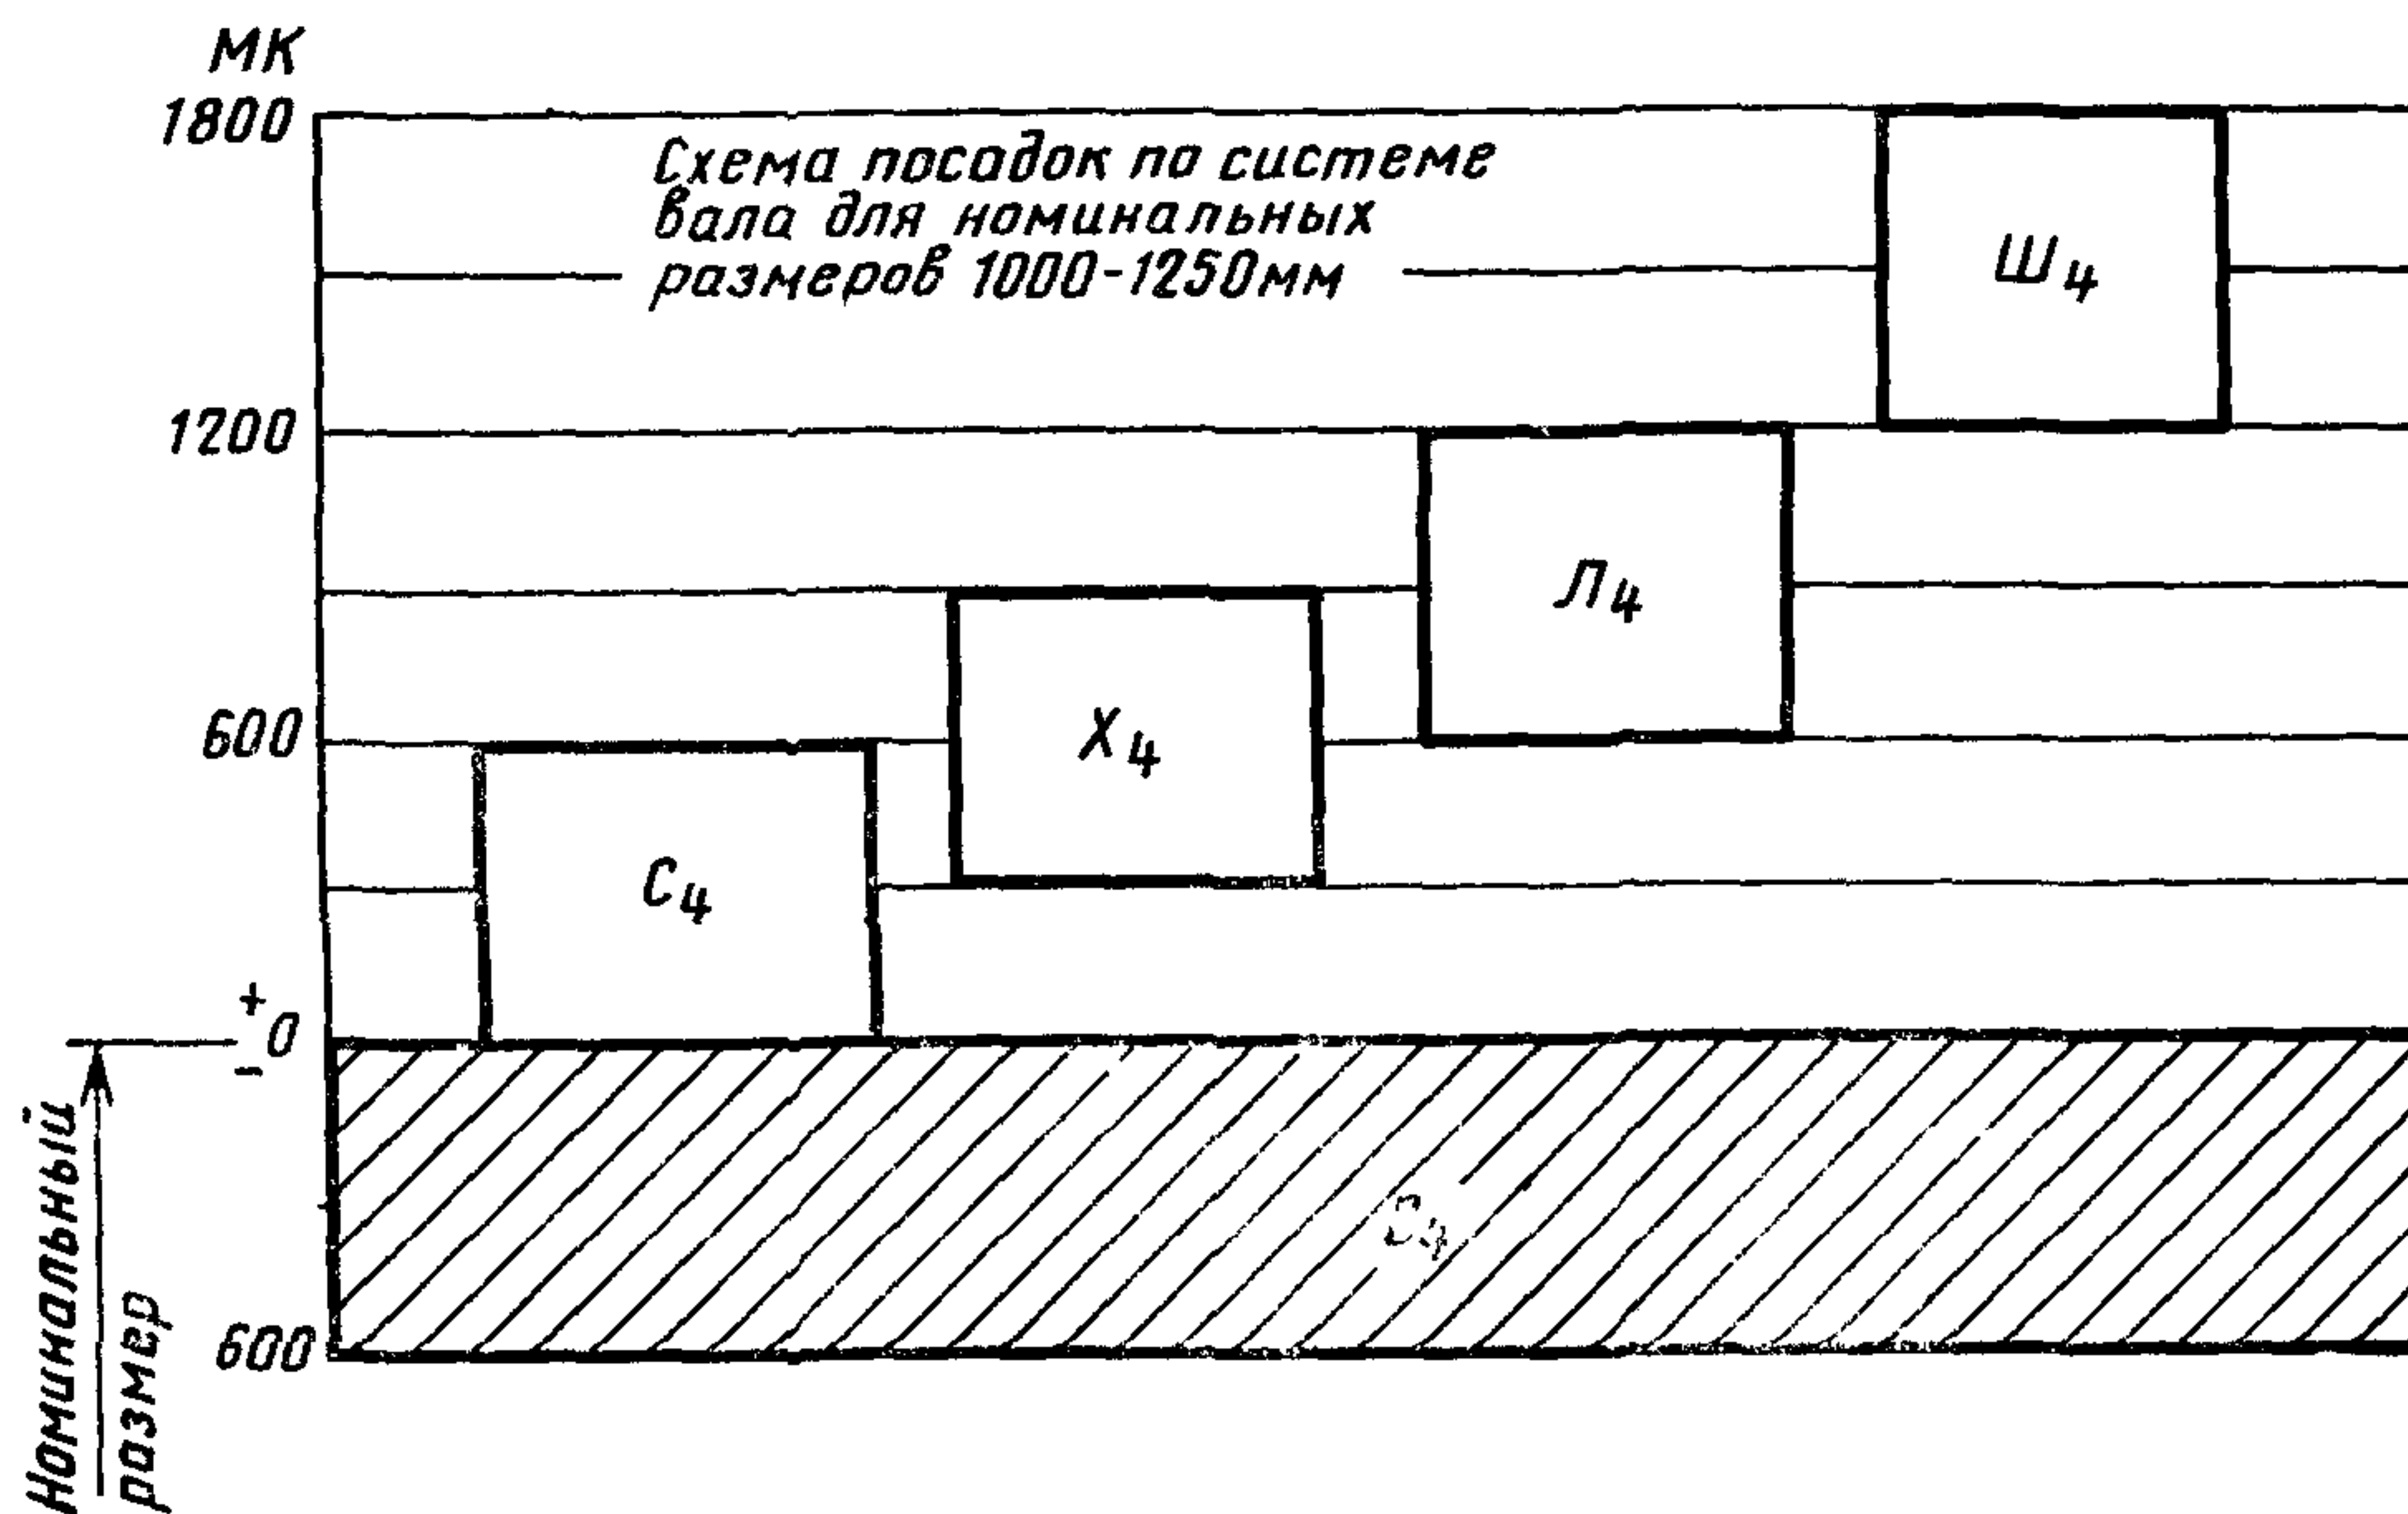 МК
1800
Схема посадок по системе
вала для номинальных
размеров 1000-1250мм
Ш4
1200
Л4
600
Х4
С4
+
0
-
600
Номинальный
размер